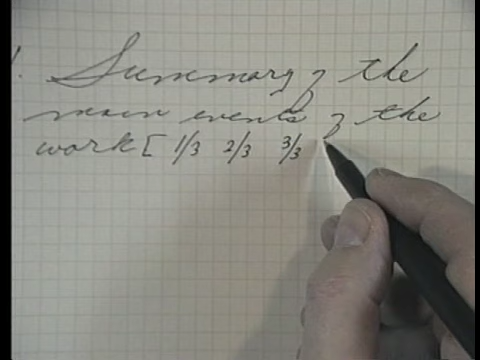 1. Summary of the
main events of the
work [ 1/3 2/3 3/3